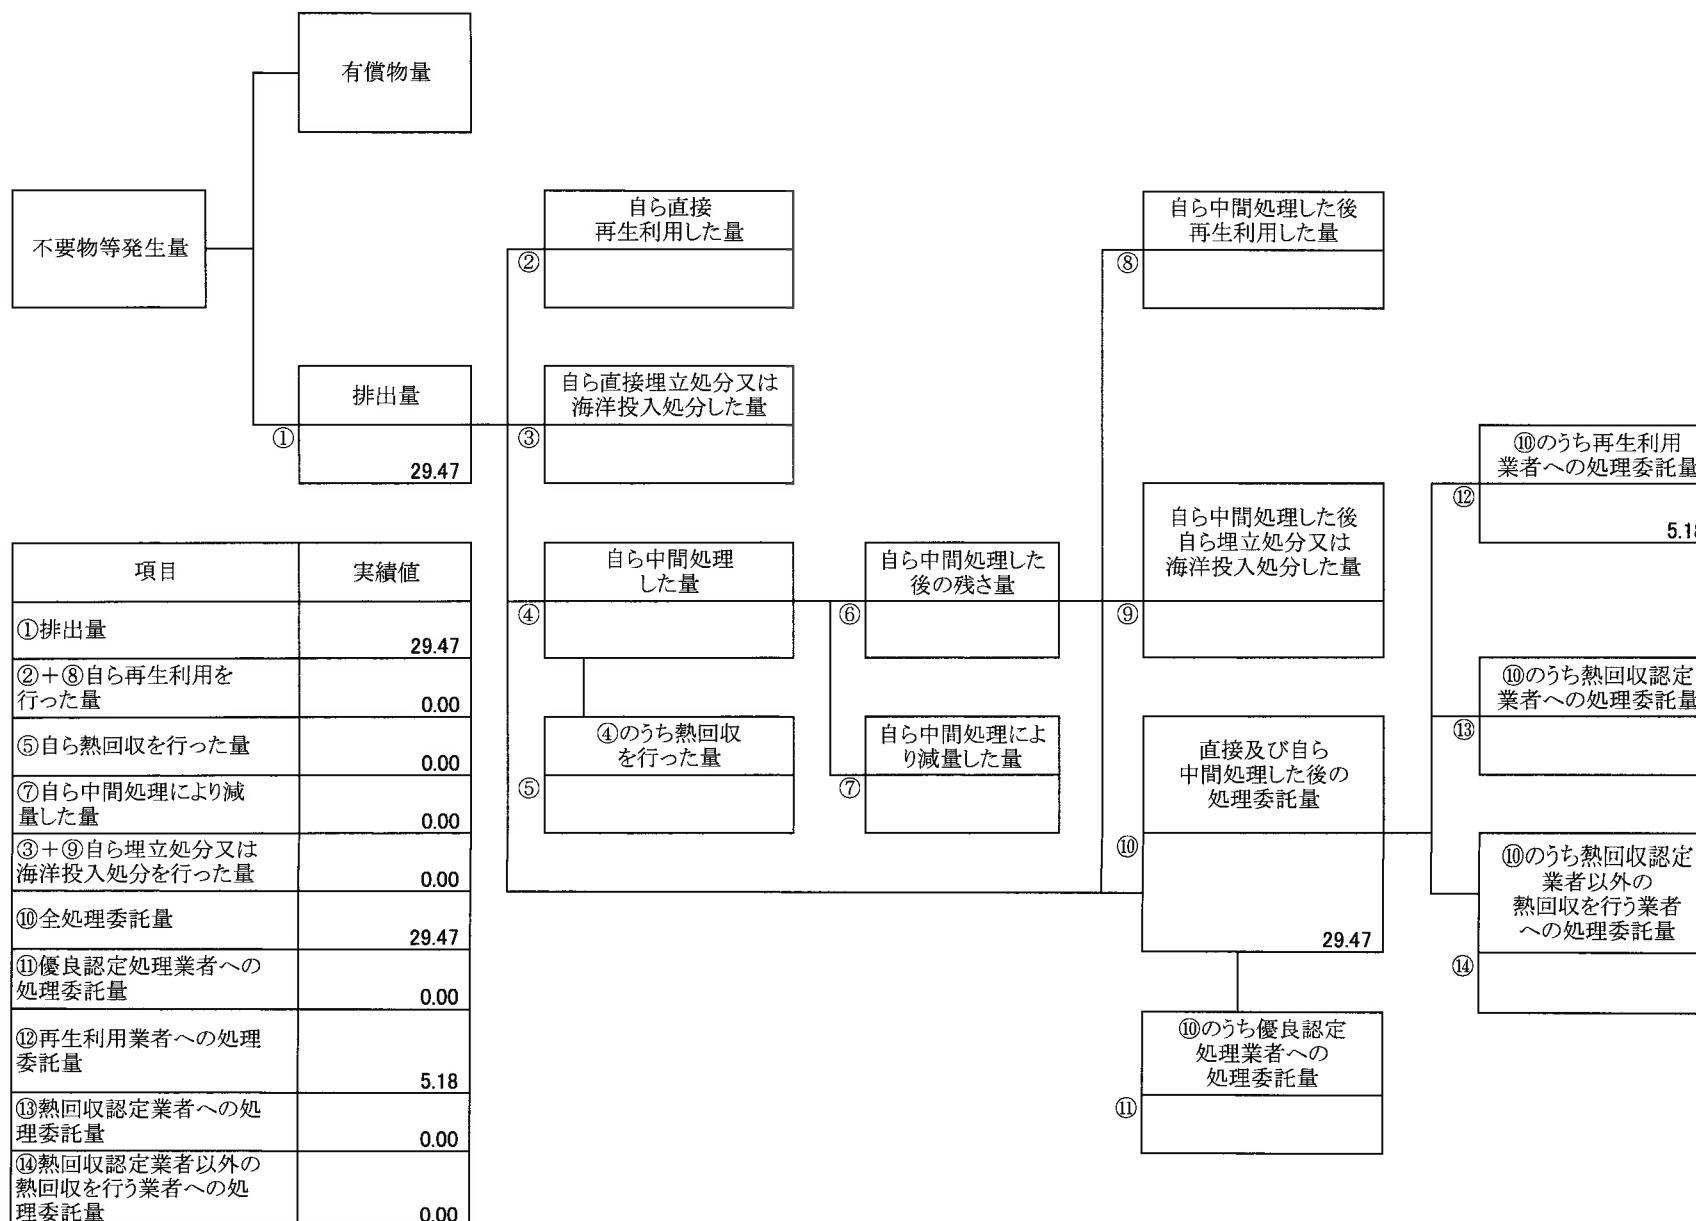 有償物量
不要物等発生量
自ら直接
再生利用した量
②
自ら中間処理した後
再生利用した量
⑧
排出量
①
29.47
自ら直接埋立処分又は
海洋投入処分した量
③
⑩のうち再生利用
業者への処理委託量
⑫
5.18
自ら中間処理
した量
④
自ら中間処理した
後の残さ量
⑥
自ら中間処理した後
自ら埋立処分又は
海洋投入処分した量
⑨
④のうち熱回収
を行った量
⑤
自ら中間処理によ
り減量した量
⑦
直接及び自ら
中間処理した後の
処理委託量
⑩
29.47
⑩のうち熱回収認定
業者への処理委託量
⑬
⑩のうち熱回収認定
業者以外の
熱回収を行う業者
への処理委託量
⑭
⑩のうち優良認定
処理業者への
処理委託量
⑪
項目 実績値
①排出量
29.47
②+⑧自ら再生利用を
行った量
0.00
⑤自ら熱回収を行った量
0.00
⑦自ら中間処理により減
量した量
0.00
③+⑨自ら埋立処分又は
海洋投入処分を行った量
0.00
⑩全処理委託量
29.47
⑪優良認定処理業者への
処理委託量
0.00
⑫再生利用業者への処理
委託量
5.18
⑬熱回収認定業者への処
理委託量
0.00
⑭熱回収認定業者以外の
熱回収を行う業者への処
理委託量
0.00